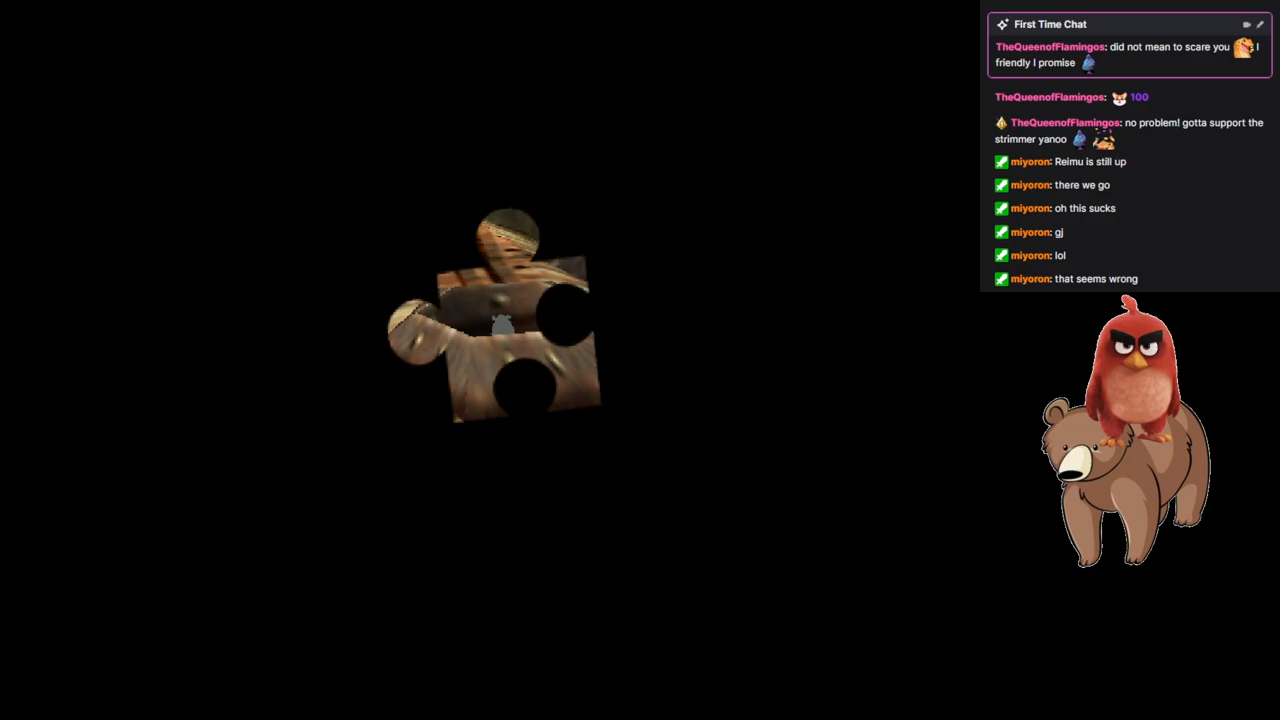 First Time Chat
TheQueenofFlamingos: did not mean to scare you I
friendly I promise
TheQueenofFlamingos: 100
TheQueenofFlamingos: no problem! gotta support the
strimmer yanoo
miyoron: Reimu is still up
miyoron: there we go
miyoron: oh this sucks
miyoron: gj
miyoron: lol
miyoron: that seems wrong